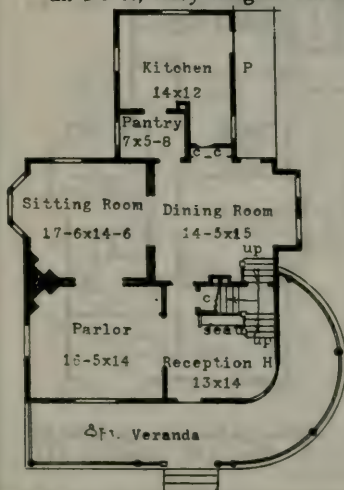 Kitchen P
14x12
Pantry
7x5-8
c c
Sitting Room Dining Room
17-6x14-6 14-5x15
up
c
Parlor seat
up
16-5x14 Reception H
13x14
8Ft. Veranda